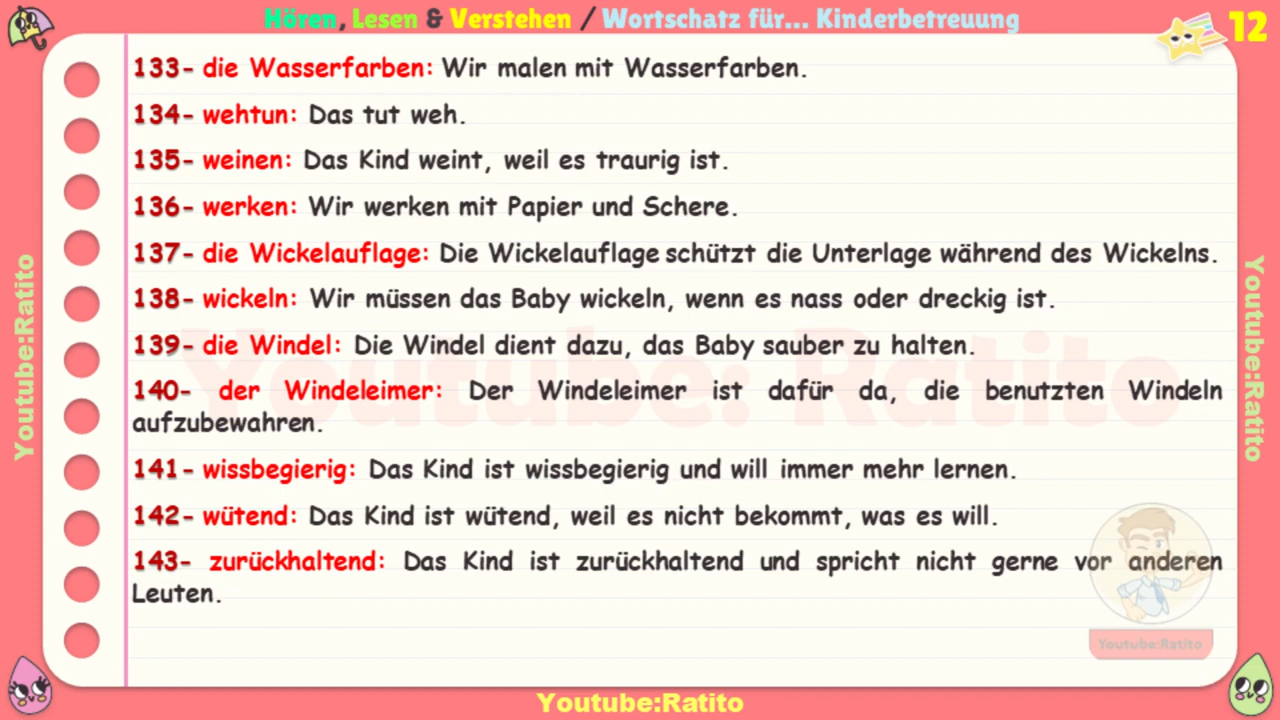 Hören, Lesen & Verstehen / Wortschatz für... Kinderbetreuung
12
133- die Wasserfarben: Wir malen mit Wasserfarben.
134- wehtun: Das tut weh.
135- weinen: Das Kind weint, weil es traurig ist.
136- werken: Wir werken mit Papier und Schere.
137- die Wickelauflage: Die Wickelauflage schützt die Unterlage während des Wickelns.
138- wickeln: Wir müssen das Baby wickeln, wenn es nass oder dreckig ist.
139- die Windel: Die Windel dient dazu, das Baby sauber zu halten.
140- der Windeleimer: Der Windeleimer ist dafür da, die benutzten Windeln
aufzubewahren.
141- wissbegierig: Das Kind ist wissbegierig und will immer mehr lernen.
142- wütend: Das Kind ist wütend, weil es nicht bekommt, was es will.
143- zurückhaltend: Das Kind ist zurückhaltend und spricht nicht gerne vor anderen
Leuten.
Youtube: Ratito
Youtube:Ratito
Youtube:Ratito
Youtube:Ratito
Youtube:Ratito